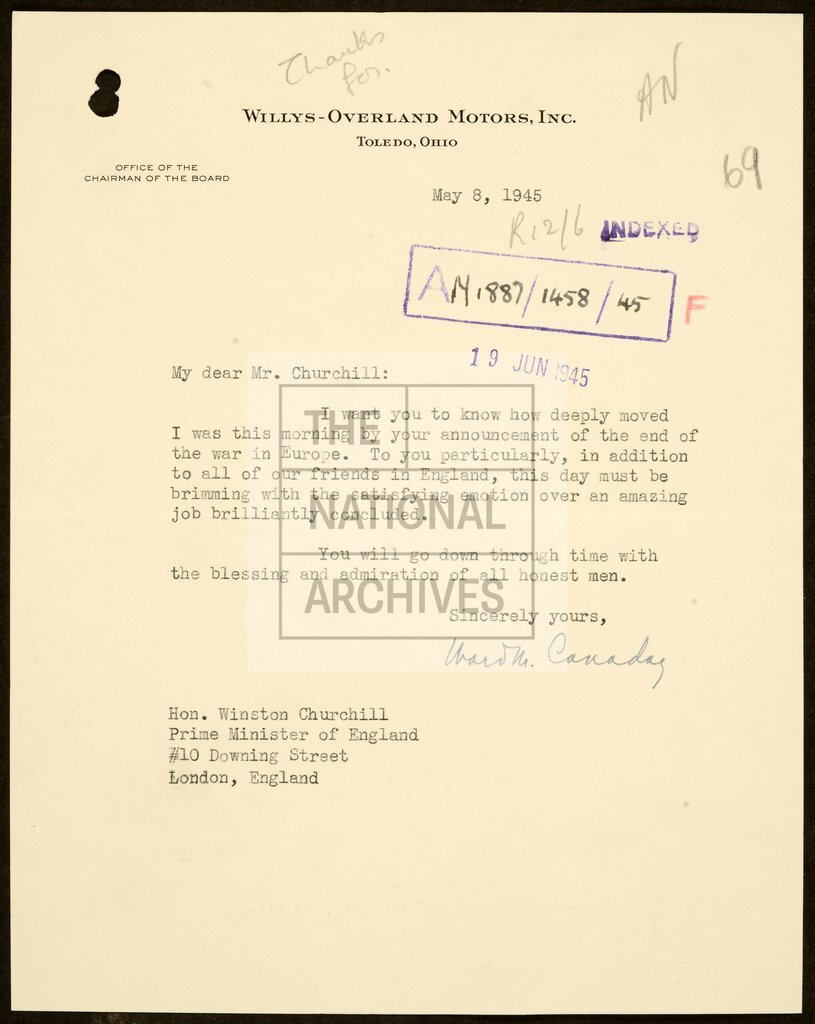 Thanks
for.
AN
WILLYS-OVERLAND MOTORS, INC.
TOLEDO, OHIO
OFFICE OF THE
CHAIRMAN OF THE BOARD
69
May 8, 1945
R12/6 INDEXED
AN 1887/1458/45 F
19 JUN 1945
My dear Mr. Churchill:
I want you to know how deeply moved
I was this morning by your announcement of the end of
the war in Europe. To you particularly, in addition
to all of our friends in England, this day must be
brimming with the satisfying emotion over an amazing
job brilliantly concluded.
You will go down through time with
the blessing and admiration of all honest men.
Sincerely yours,
Ward M. Canaday
Hon. Winston Churchill
Prime Minister of England
#10 Downing Street
London, England
THE
NATIONAL
ARCHIVES